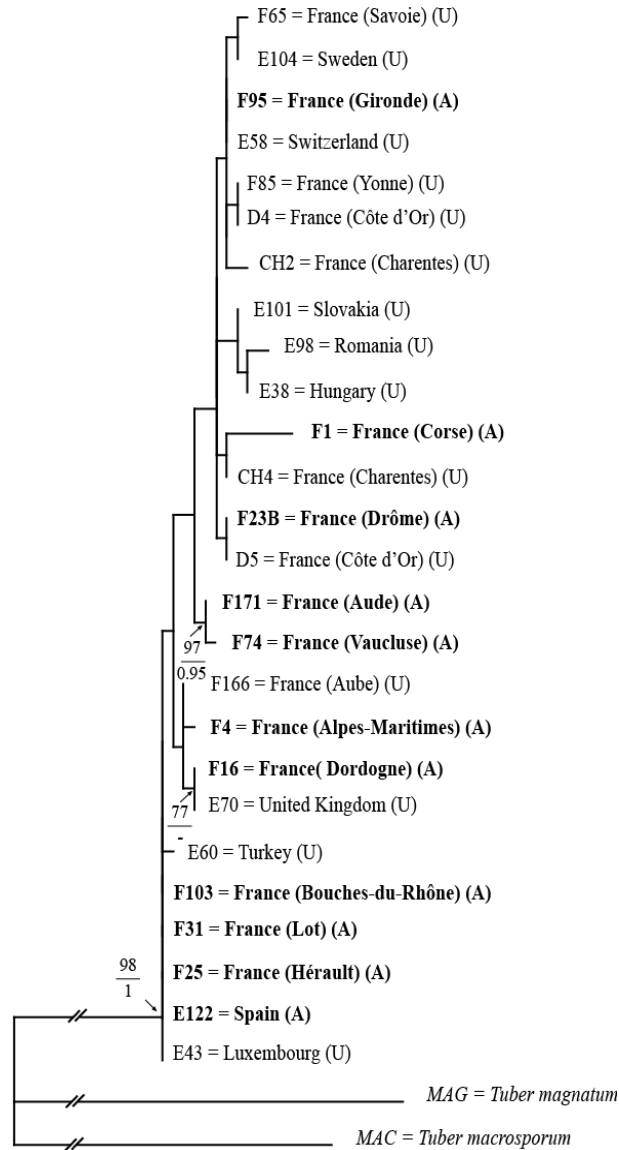 F65 = France (Savoie) (U)
E104 = Sweden (U)
F95 = France (Gironde) (A)
E58 = Switzerland (U)
F85 = France (Yonne) (U)
D4 = France (Côte d’Or) (U)
CH2 = France (Charentes) (U)
E101 = Slovakia (U)
E98 = Romania (U)
E38 = Hungary (U)
F1 = France (Corse) (A)
CH4 = France (Charentes) (U)
F23B = France (Drôme) (A)
D5 = France (Côte d’Or) (U)
F171 = France (Aude) (A)
F74 = France (Vaucluse) (A)
97
0.95
F166 = France (Aube) (U)
F4 = France (Alpes-Maritimes) (A)
F16 = France( Dordogne) (A)
E70 = United Kingdom (U)
77
-
E60 = Turkey (U)
F103 = France (Bouches-du-Rhône) (A)
F31 = France (Lot) (A)
F25 = France (Hérault) (A)
98
1
E122 = Spain (A)
E43 = Luxembourg (U)
MAG = Tuber magnatum
MAC = Tuber macrosporum